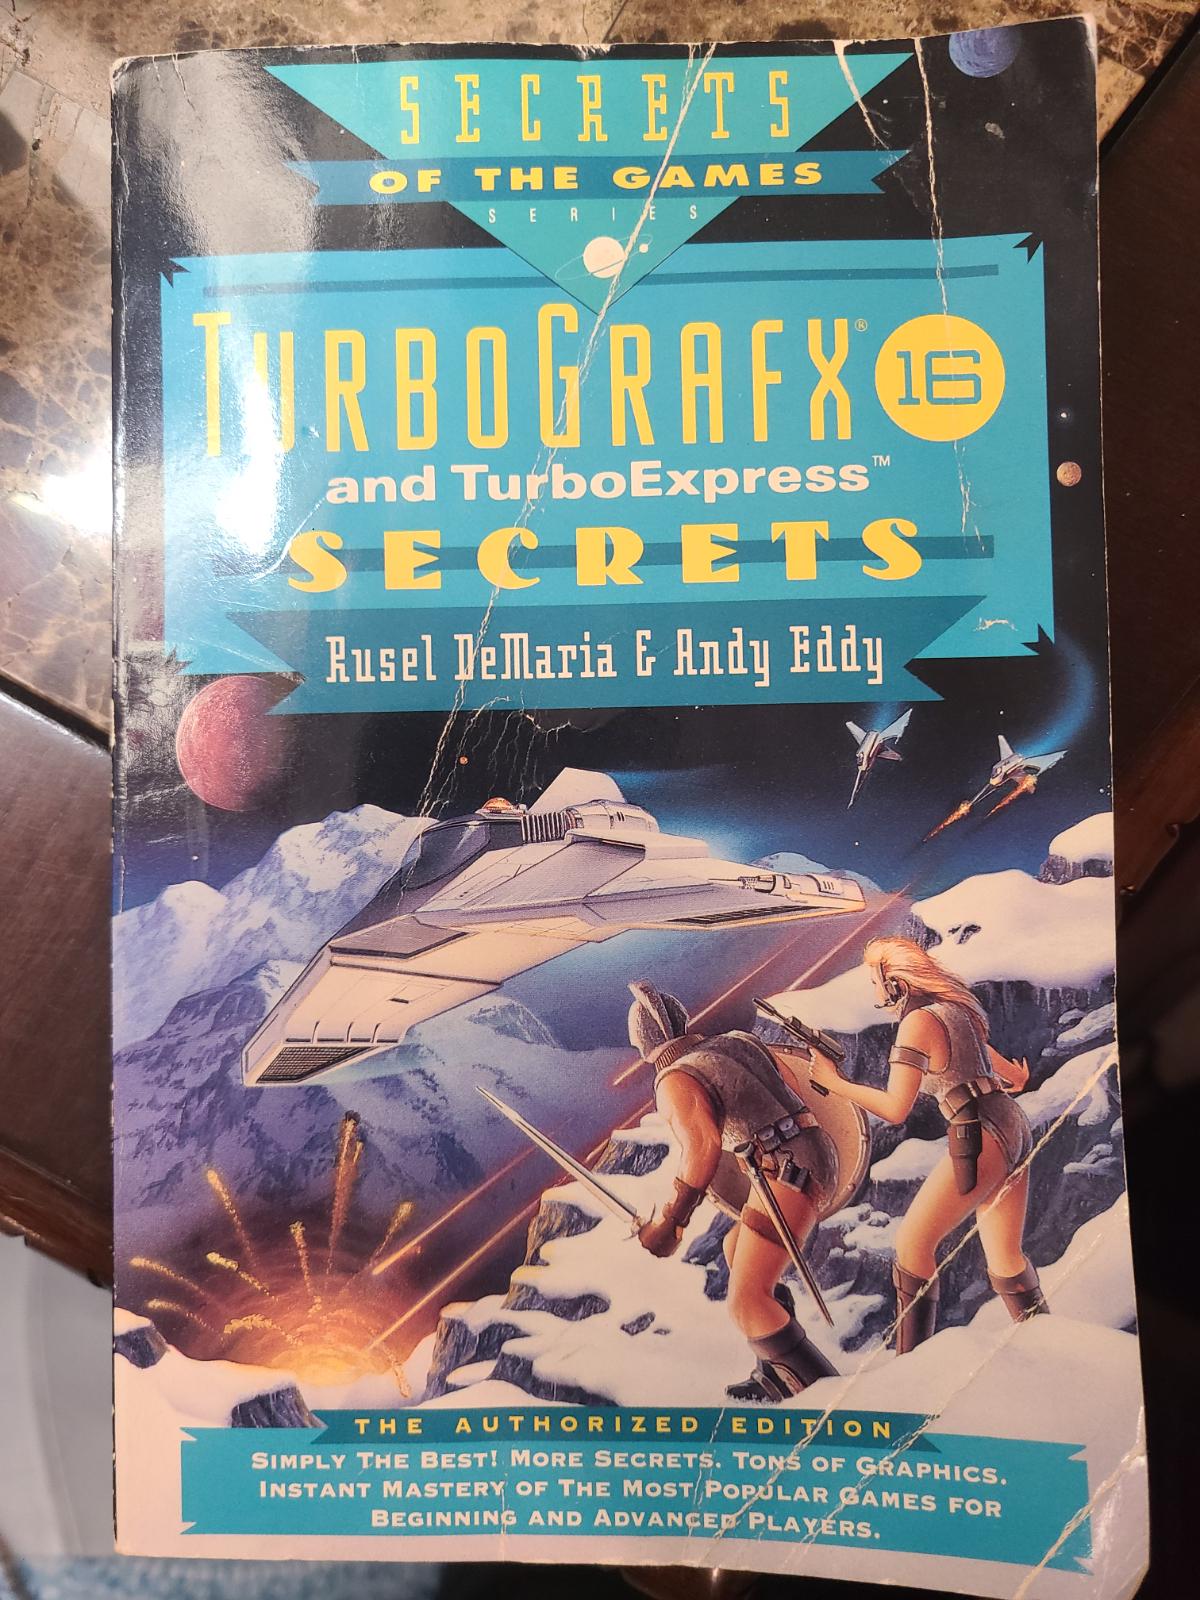 SECRETS
OF THE GAMES
SERIES
TURBOGRAFX® 16
and TurboExpress™
SECRETS
Rusel DeMaria & Andy Eddy
THE AUTHORIZED EDITION
SIMPLY THE BEST! MORE SECRETS. TONS OF GRAPHICS.
INSTANT MASTERY OF THE MOST POPULAR GAMES FOR
BEGINNING AND ADVANCED PLAYERS.